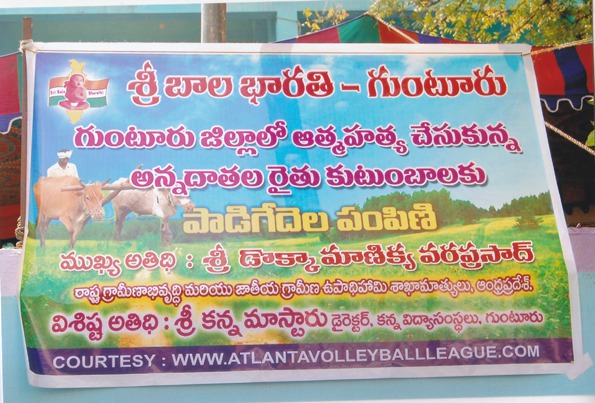 Sri Bala Bharathi
శ్రీ బాల భారతి - గుంటూరు
గుంటూరు జిల్లాలో ఆత్మహత్య చేసుకున్న
అన్నదాతల రైతు కుటుంబాలకు
పాడిగేదెల పంపిణి
ముఖ్య అతిధి : శ్రీ డొక్కా మాణిక్య వరప్రసాద్
రాష్ట్ర గ్రామీణాభివృద్ధి మరియు జాతీయ గ్రామీణ ఉపాధిహామి శాఖామాత్యులు, ఆంధ్రప్రదేశ్.
విశిష్ట అతిధి : శ్రీ కన్న మాస్టారు డైరెక్టర్, కన్న విద్యాసంస్థలు, గుంటూరు
COURTESY : WWW.ATLANTAVOLLEYBALLLEAGUE.COM